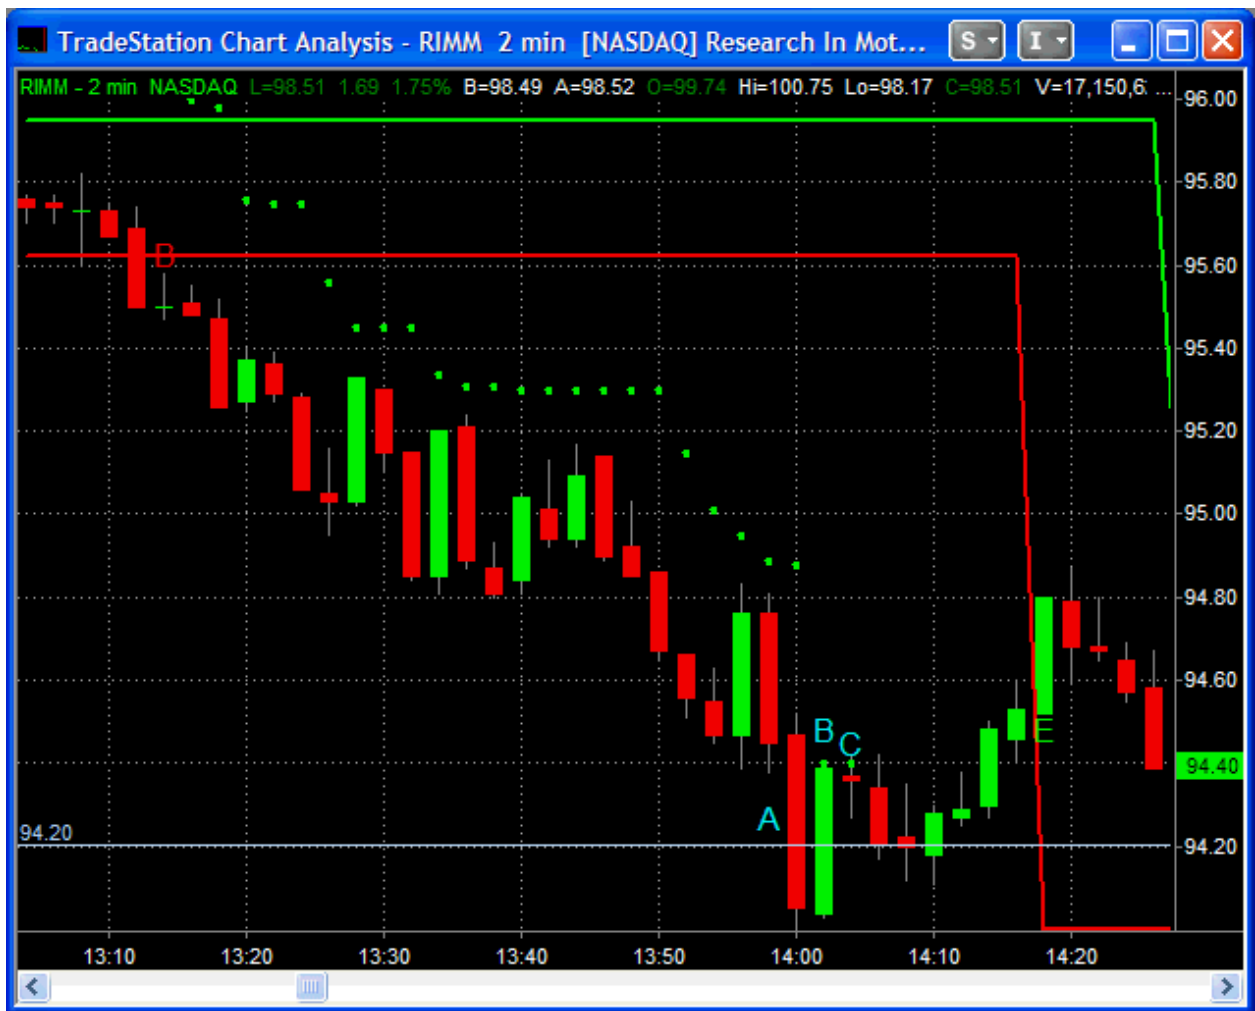 TradeStation Chart Analysis - RIMM 2 min [NASDAQ] Research In Mot...
S I
RIMM - 2 min NASDAQ L=98.51 1.69 1.75% B=98.49 A=98.52 O=99.74 Hi=100.75 Lo=98.17 C=98.51 V=17,150,6 ...
96.00
95.80
B
95.60
95.40
95.20
95.00
94.80
94.60
B
C
E
94.40
A
94.20
94.20
13:10 13:20 13:30 13:40 13:50 14:00 14:10 14:20